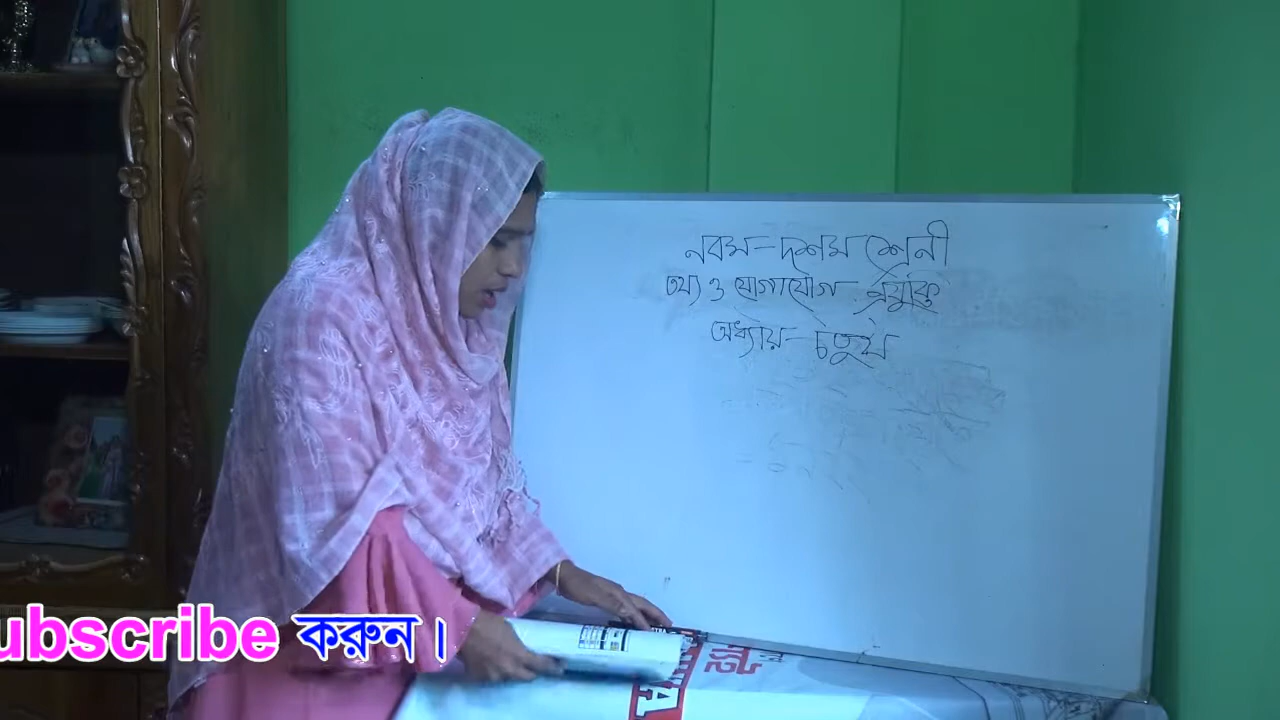 নবম-দশম শ্রেনী
তথ্য ও যোগাযোগ প্রযুক্তি
অধ্যায়-চতুর্থ
ubscribe করুন।